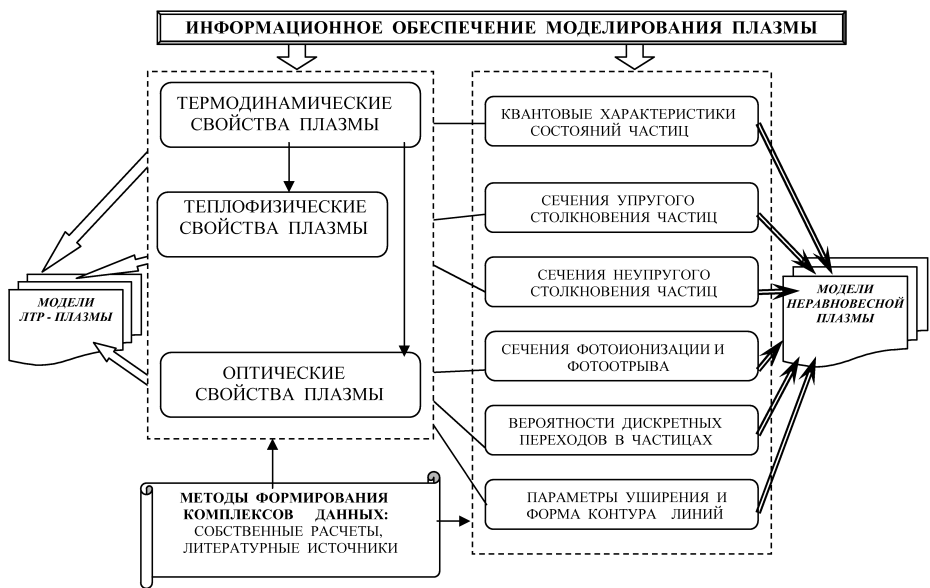 ИНФОРМАЦИОННОЕ ОБЕСПЕЧЕНИЕ МОДЕЛИРОВАНИЯ ПЛАЗМЫ
ТЕРМОДИНАМИЧЕСКИЕ
СВОЙСТВА ПЛАЗМЫ
ТЕПЛОФИЗИЧЕСКИЕ
СВОЙСТВА ПЛАЗМЫ
ОПТИЧЕСКИЕ
СВОЙСТВА ПЛАЗМЫ
МОДЕЛИ
ЛТР - ПЛАЗМЫ
МЕТОДЫ ФОРМИРОВАНИЯ
КОМПЛЕКСОВ ДАННЫХ:
СОБСТВЕННЫЕ РАСЧЕТЫ,
ЛИТЕРАТУРНЫЕ ИСТОЧНИКИ
КВАНТОВЫЕ ХАРАКТЕРИСТИКИ
СОСТОЯНИЙ ЧАСТИЦ
СЕЧЕНИЯ УПРУГОГО
СТОЛКНОВЕНИЯ ЧАСТИЦ
СЕЧЕНИЯ НЕУПРУГОГО
СТОЛКНОВЕНИЯ ЧАСТИЦ
СЕЧЕНИЯ ФОТОИОНИЗАЦИИ И
ФОТООТРЫВА
ВЕРОЯТНОСТИ ДИСКРЕТНЫХ
ПЕРЕХОДОВ В ЧАСТИЦАХ
ПАРАМЕТРЫ УШИРЕНИЯ И
ФОРМА КОНТУРА ЛИНИЙ
МОДЕЛИ
НЕРАВНОВЕСНОЙ
ПЛАЗМЫ